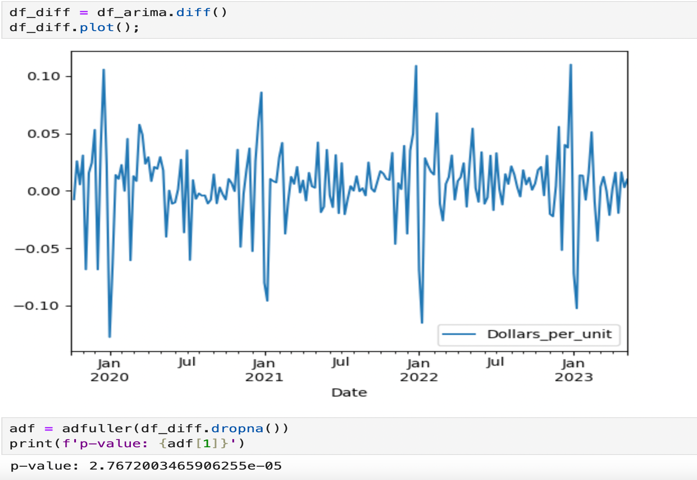 df_diff = df_arima.diff()
df_diff.plot();
0.10
0.05
0.00
−0.05
−0.10
Dollars_per_unit
Jan Jul Jan Jul Jan Jul Jan
2020 2021 2022 2023
Date
adf = adfuller(df_diff.dropna())
print(f'p-value: {adf[1]}')
p-value: 2.7672003465906255e-05